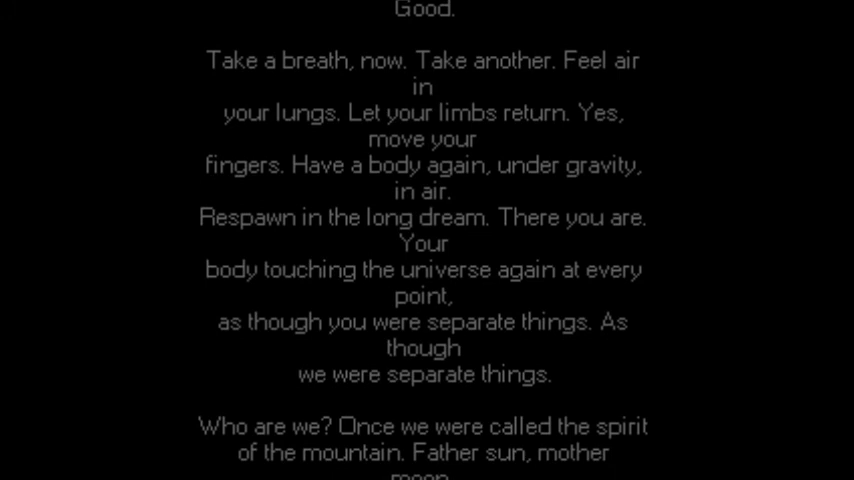 Good.
Take a breath, now. Take another. Feel air
in
your lungs. Let your limbs return. Yes,
move your
fingers. Have a body again, under gravity,
in air.
Respawn in the long dream. There you are.
Your
body touching the universe again at every
point,
as though you were separate things. As
though
we were separate things.
Who are we? Once we were called the spirit
of the mountain. Father sun, mother
moon.